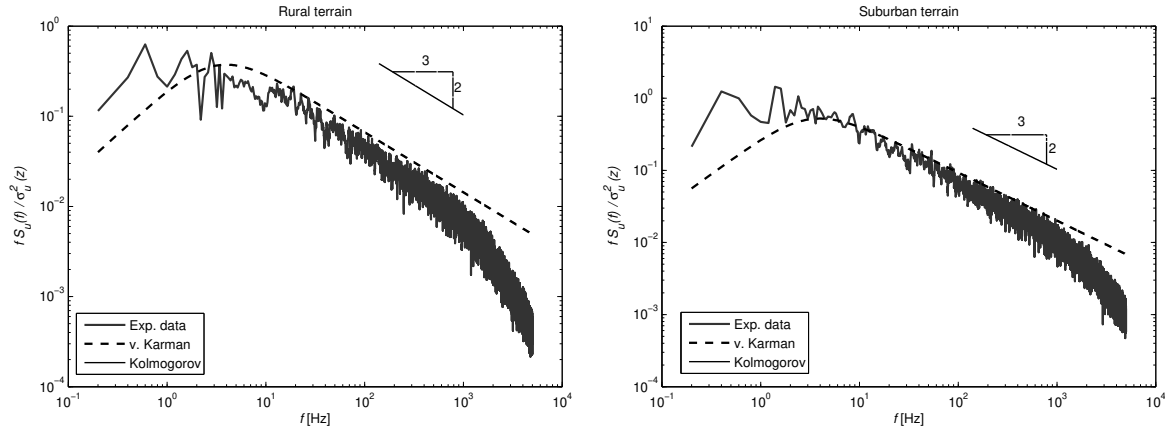 Rural terrain
10^0
10^-1
10^-2
10^-3
10^-4
f S_u(f) / σ_u^2 (z)
3
2
Exp. data
v. Karman
Kolmogorov
10^-1
10^0
10^1
10^2
10^3
10^4
f [Hz]
Suburban terrain
10^1
10^0
10^-1
10^-2
10^-3
10^-4
f S_u(f) / σ_u^2 (z)
3
2
Exp. data
v. Karman
Kolmogorov
10^-1
10^0
10^1
10^2
10^3
10^4
f [Hz]